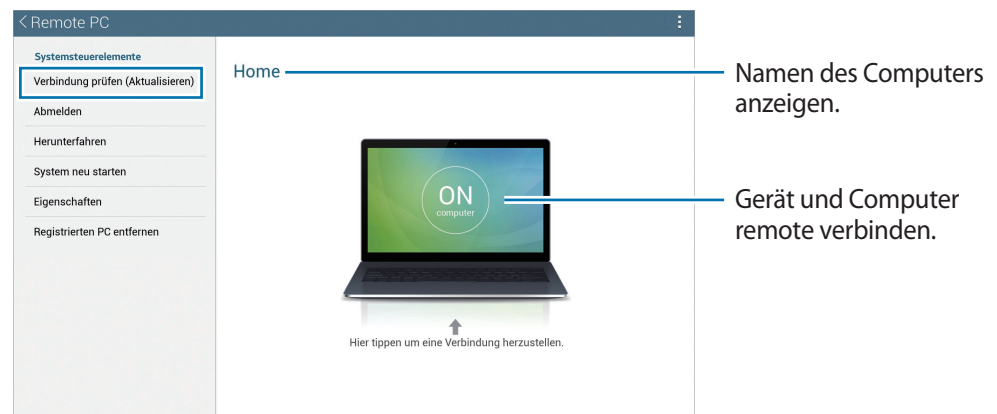 Remote PC
Systemsteuerelemente
Verbindung prüfen (Aktualisieren)
Abmelden
Herunterfahren
System neu starten
Eigenschaften
Registrierten PC entfernen
Home
ON
computer
Hier tippen um eine Verbindung herzustellen.
Namen des Computers
anzeigen.
Gerät und Computer
remote verbinden.